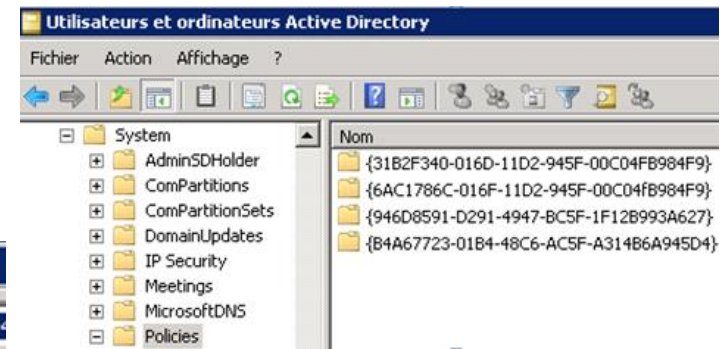 Utilisateurs et ordinateurs Active Directory
Fichier Action Affichage ?
System
AdminSDHolder
ComPartitions
ComPartitionSets
DomainUpdates
IP Security
Meetings
MicrosoftDNS
Policies
Nom
{31B2F340-016D-11D2-945F-00C04FB984F9}
{6AC1786C-016F-11D2-945F-00C04fB984F9}
{946D8591-D291-4947-BC5F-1F12B993A627}
{B4A67723-01B4-48C6-AC5F-A314B6A945D4}